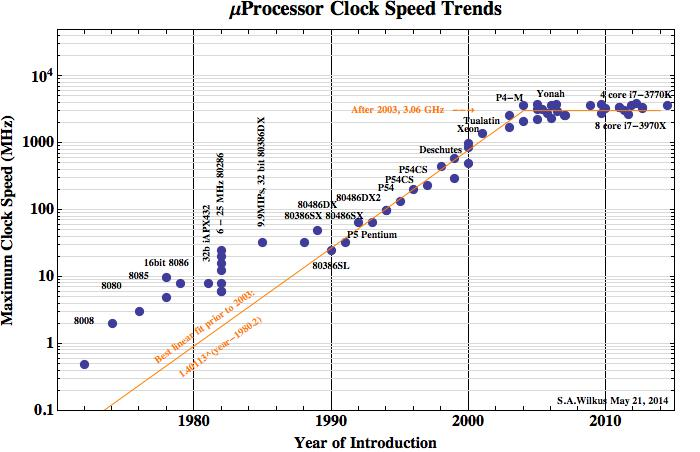 μProcessor Clock Speed Trends
Maximum Clock Speed (MHz)
10^4
1000
100
10
1
0.1
After 2003, 3.06 GHz
P4-M
Yonah
4 core i7-3770K
8 core i7-3970X
Tualatin
Xeon
Deschutes
P54CS
P54CS
P54
80486DX2
80486DX
80386SX 80486SX
P5 Pentium
80386SL
9.9MIPs, 32 bit 80386DX
6 - 25 MHz 80286
32b iAPX432
16bit 8086
8085
8080
8008
Best linear fit prior to 2003:
1.40113^(year-1980.2)
S.A.Wilkus May 21, 2014
1980
1990
2000
2010
Year of Introduction